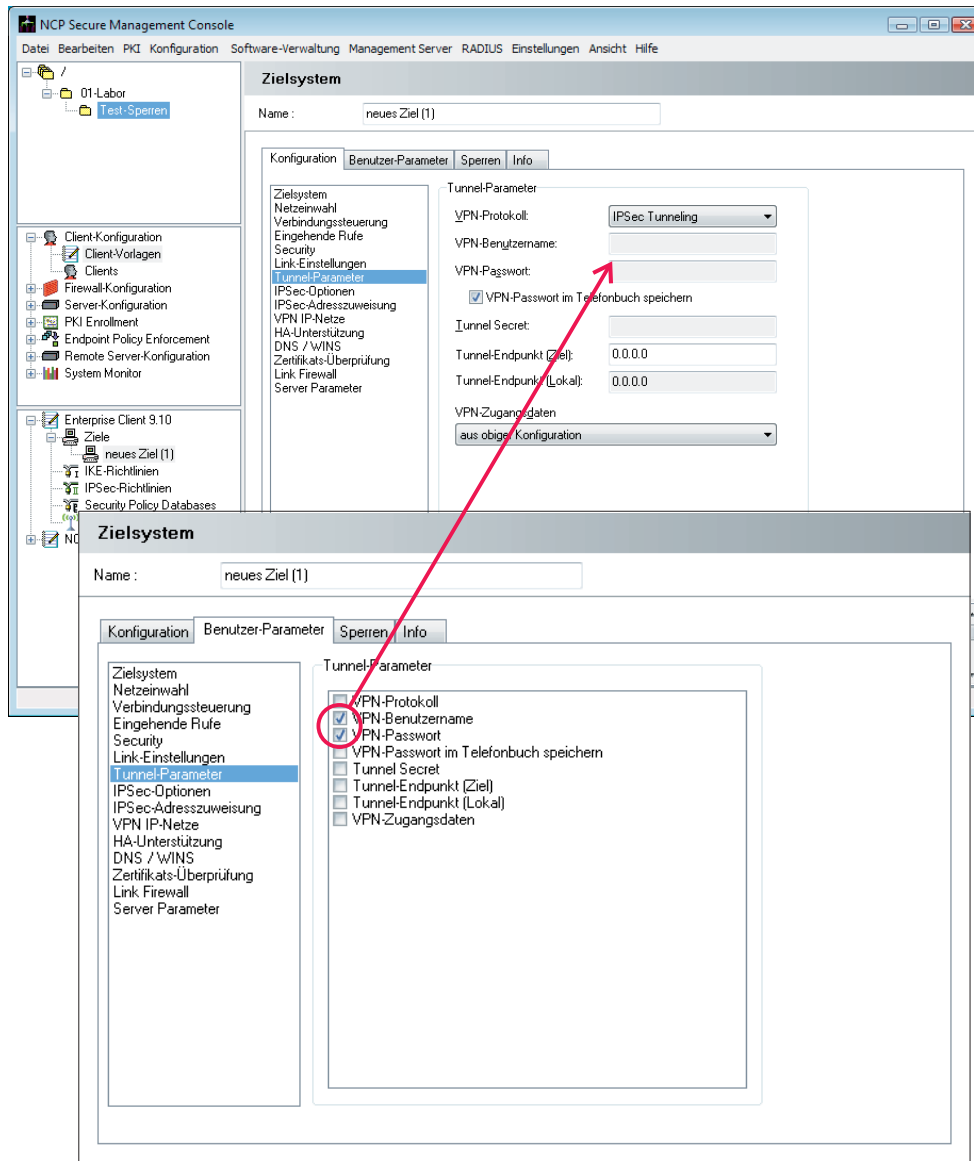 NCP Secure Management Console
Datei Bearbeiten PKI Konfiguration Software-Verwaltung Management Server RADIUS Einstellungen Ansicht Hilfe
/
01-Labor
Test-Sperren
Client-Konfiguration
Client-Vorlagen
Clients
Firewall-Konfiguration
Server-Konfiguration
PKI Enrollment
Endpoint Policy Enforcement
Remote Server-Konfiguration
System Monitor
Enterprise Client 9.10
Ziele
neues Ziel (1)
IKE-Richtlinien
IPSec-Richtlinien
Security Policy Databases
Zielsystem
Name : neues Ziel (1)
Konfiguration Benutzer-Parameter Sperren Info
Zielsystem
Netzeinwahl
Verbindungssteuerung
Eingehende Rufe
Security
Link-Einstellungen
Tunnel-Parameter
IPSec-Optionen
IPSec-Adresszuweisung
VPN IP-Netze
HA-Unterstützung
DNS / WINS
Zertifikats-Überprüfung
Link Firewall
Server Parameter
Tunnel-Parameter
VPN-Protokoll: IPSec Tunneling
VPN-Benutzername:
VPN-Passwort:
VPN-Passwort im Telefonbuch speichern
Tunnel Secret:
Tunnel-Endpunkt (Ziel): 0.0.0.0
Tunnel-Endpunkt (Lokal): 0.0.0.0
VPN-Zugangsdaten
aus obiger Konfiguration
Zielsystem
Name : neues Ziel (1)
Konfiguration Benutzer-Parameter Sperren Info
Zielsystem
Netzeinwahl
Verbindungssteuerung
Eingehende Rufe
Security
Link-Einstellungen
Tunnel-Parameter
IPSec-Optionen
IPSec-Adresszuweisung
VPN IP-Netze
HA-Unterstützung
DNS / WINS
Zertifikats-Überprüfung
Link Firewall
Server Parameter
Tunnel-Parameter
VPN-Protokoll
VPN-Benutzername
VPN-Passwort
VPN-Passwort im Telefonbuch speichern
Tunnel Secret
Tunnel-Endpunkt (Ziel)
Tunnel-Endpunkt (Lokal)
VPN-Zugangsdaten